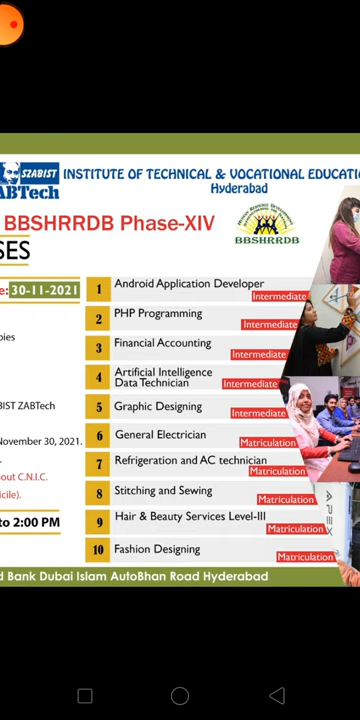 SZABIST
ZABTech
INSTITUTE OF TECHNICAL & VOCATIONAL EDUCA
Hyderabad
BBSHRRDB Phase-XIV
BBSHRRDB
SES
e: 30-11-2021
pies
BIST ZABTech
November 30, 2021.
out C.N.I.C.
icile).
to 2:00 PM
1 Android Application Developer
Intermediate
2 PHP Programming
Intermediate
3 Financial Accounting
Intermediate
4 Artificial Intelligence
Data Technician Intermediate
5 Graphic Designing
Intermediate
6 General Electrician
Matriculation
7 Refrigeration and AC technician
Matriculation
8 Stitching and Sewing
Matriculation
9 Hair & Beauty Services Level-III
Matriculation
10 Fashion Designing
Matriculation
APEX
d Bank Dubai Islam AutoBhan Road Hyderabad